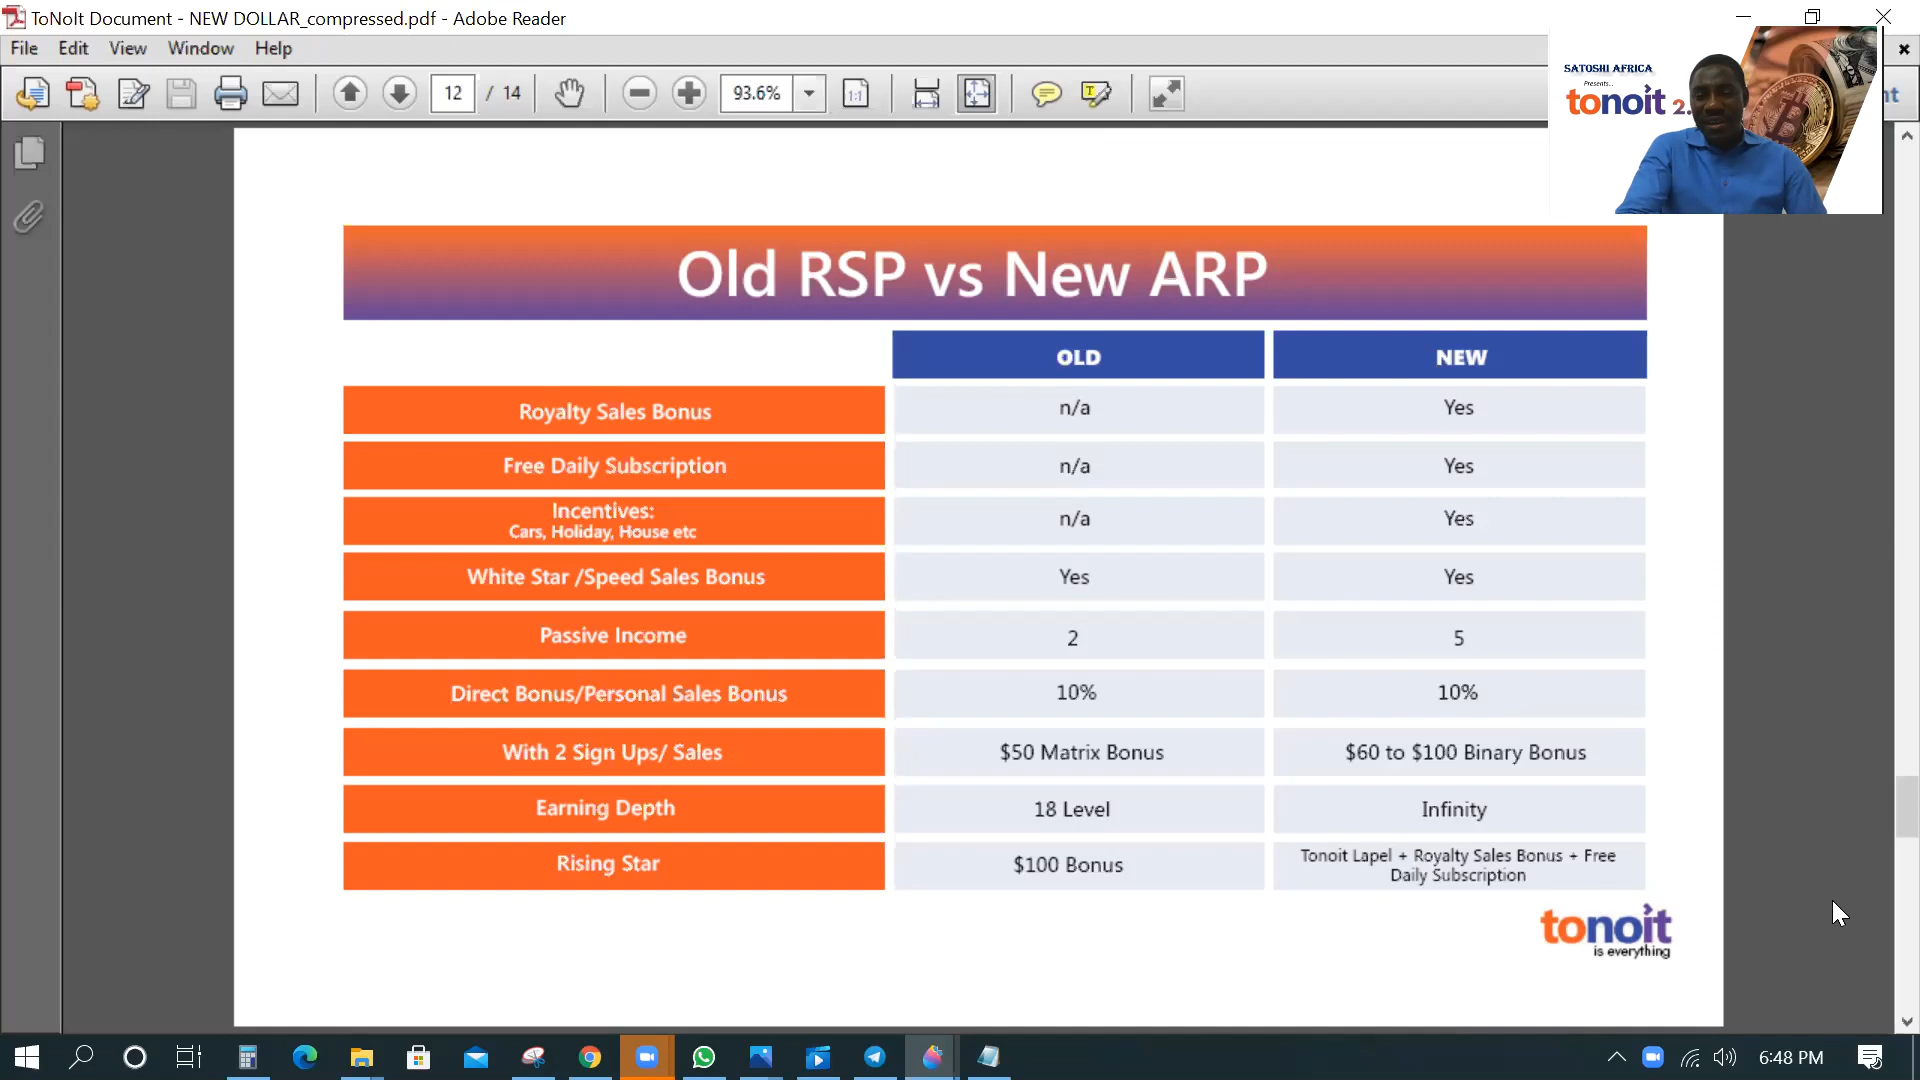 ToNoIt Document - NEW DOLLAR_compressed.pdf - Adobe Reader
File Edit View Window Help
12 / 14 93.6%
SATOSHI AFRICA
Presents...
tonoit 2.
Old RSP vs New ARP
OLD NEW
Royalty Sales Bonus n/a Yes
Free Daily Subscription n/a Yes
Incentives:
Cars, Holiday, House etc n/a Yes
White Star /Speed Sales Bonus Yes Yes
Passive Income 2 5
Direct Bonus/Personal Sales Bonus 10% 10%
With 2 Sign Ups/ Sales $50 Matrix Bonus $60 to $100 Binary Bonus
Earning Depth 18 Level Infinity
Rising Star $100 Bonus Tonoit Lapel + Royalty Sales Bonus + Free
Daily Subscription
tonoit
is everything
6:48 PM